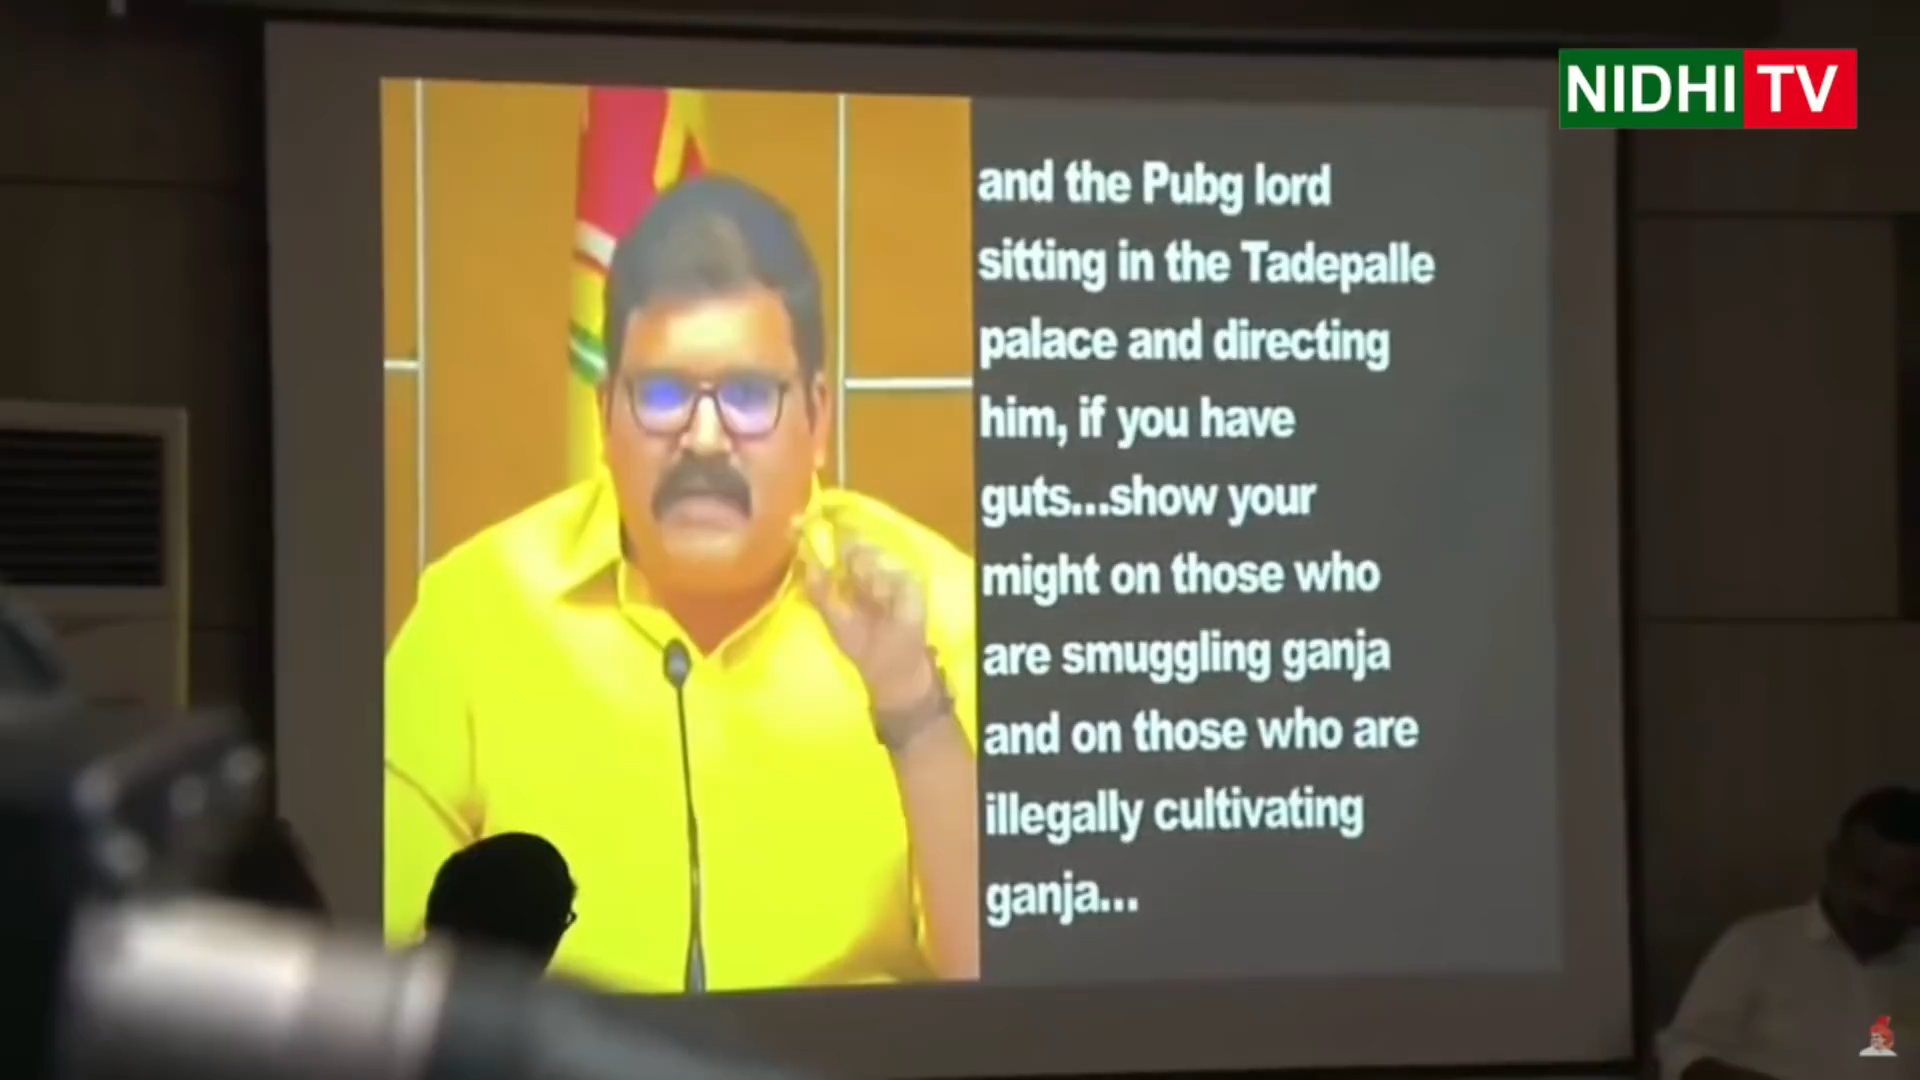 NIDHI TV
and the Pubg lord
sitting in the Tadepalle
palace and directing
him, if you have
guts...show your
might on those who
are smuggling ganja
and on those who are
illegally cultivating
ganja...